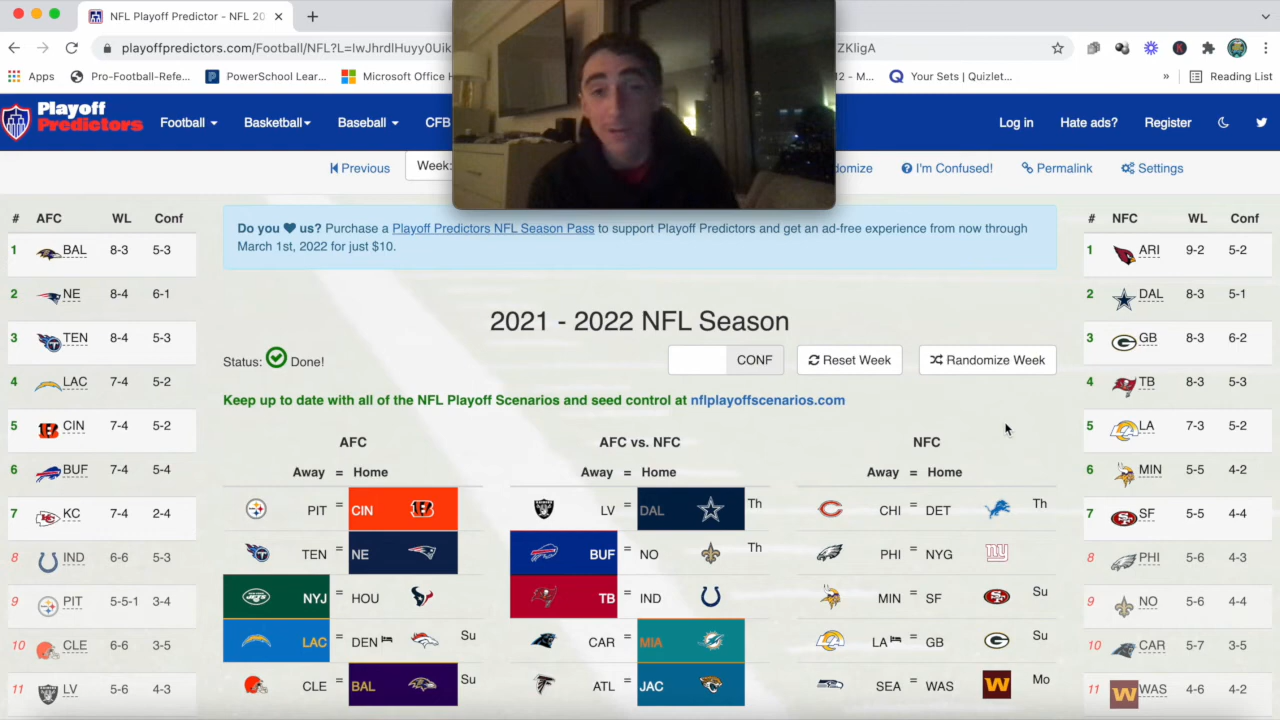 NFL Playoff Predictor - NFL 20
playoffpredictors.com/Football/NFL?L=IwJhrdlHuyy0Uik
ZKligA
Apps
Pro-Football-Refe...
PowerSchool Lear...
Microsoft Office H
12 - M...
Your Sets | Quizlet...
»
Reading List
Playoff
Predictors
Football
Basketball
Baseball
CFB
Log in
Hate ads?
Register
Previous
Week:
I'm Confused!
Permalink
Settings
Do you us? Purchase a Playoff Predictors NFL Season Pass to support Playoff Predictors and get an ad-free experience from now through
March 1st, 2022 for just $10.
2021 - 2022 NFL Season
Status: Done!
CONF
Reset Week
Randomize Week
Keep up to date with all of the NFL Playoff Scenarios and seed control at nflplayoffscenarios.com
# AFC WL Conf
1 BAL 8-3 5-3
2 NE 8-4 6-1
3 TEN 8-4 5-3
4 LAC 7-4 5-2
5 CIN 7-4 5-2
6 BUF 7-4 5-4
7 KC 7-4 2-4
8 IND 6-6 5-3
9 PIT 5-5-1 3-4
10 CLE 6-6 3-5
11 LV 5-6 4-3
AFC
Away = Home
PIT = CIN
TEN = NE
NYJ = HOU
LAC = DEN Su
CLE = BAL Su
AFC vs. NFC
Away = Home
LV = DAL Th
BUF = NO Th
TB = IND
CAR = MIA
ATL = JAC
NFC
Away = Home
CHI = DET Th
PHI = NYG
MIN = SF Su
LA = GB Su
SEA = WAS Mo
# NFC WL Conf
1 ARI 9-2 5-2
2 DAL 8-3 5-1
3 GB 8-3 6-2
4 TB 8-3 5-3
5 LA 7-3 5-2
6 MIN 5-5 4-2
7 SF 5-5 4-4
8 PHI 5-6 4-3
9 NO 5-6 4-4
10 CAR 5-7 3-5
11 WAS 4-6 4-2